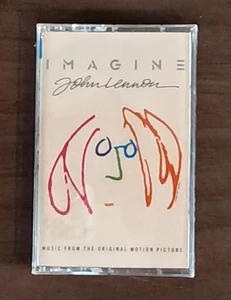 IMAGINE
John Lennon
MUSIC FROM THE ORIGINAL MOTION PICTURE